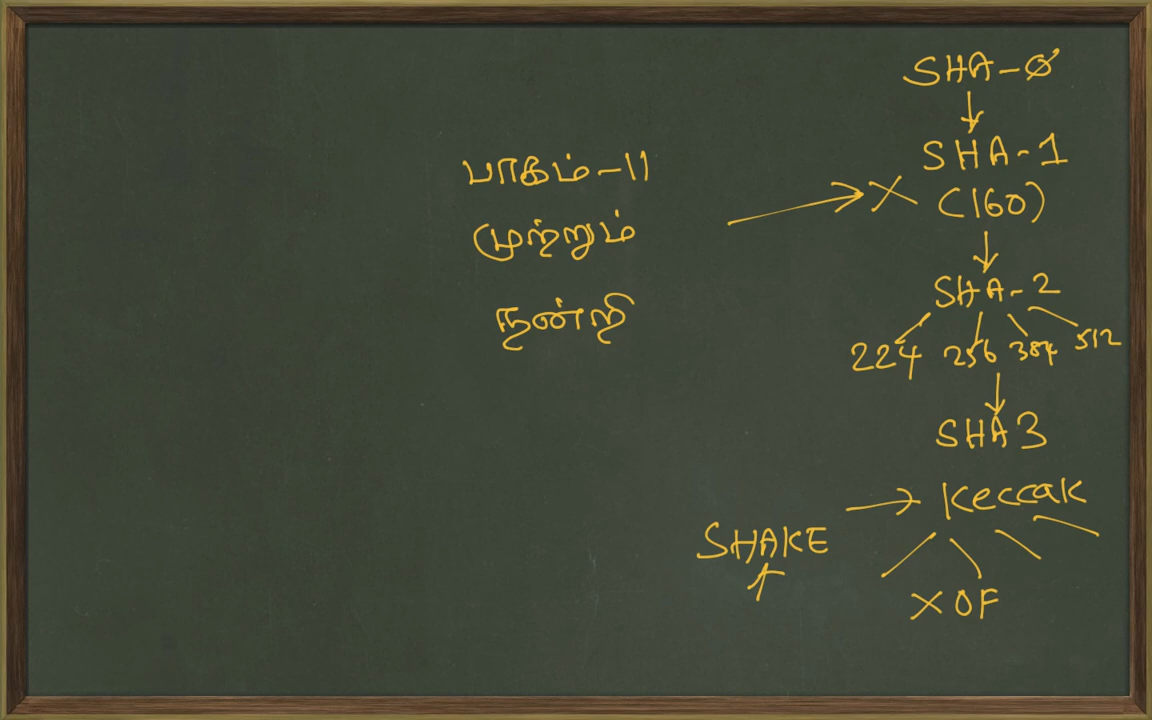 பாகம்-11
முற்றும்
நன்றி
SHA-0
SHA-1
X (160)
SHA-2
224 256 384 512
SHA3
Keccak
SHAKE
XOF